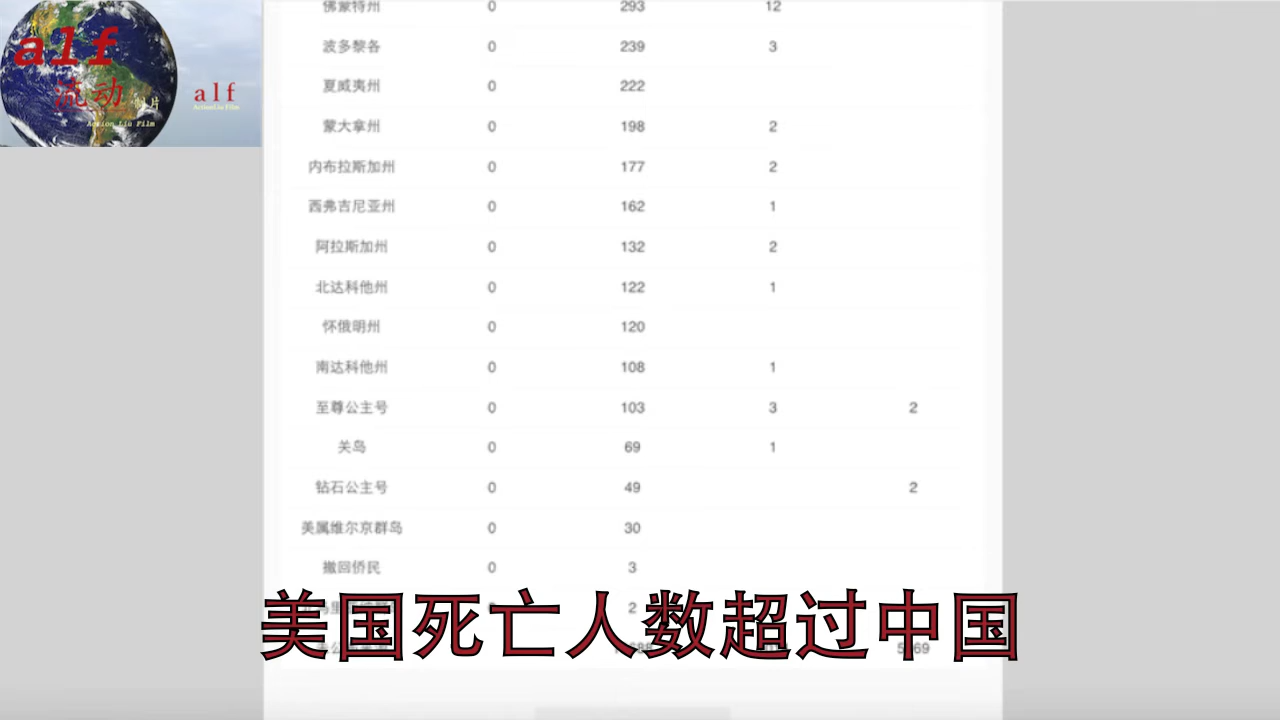 alf
流动
片
Action Liu Film
alf
ActionLiu Film
佛蒙特州 0 293 12
波多黎各 0 239 3
夏威夷州 0 222
蒙大拿州 0 198 2
内布拉斯加州 0 177 2
西弗吉尼亚州 0 162 1
阿拉斯加州 0 132 2
北达科他州 0 122 1
怀俄明州 0 120
南达科他州 0 108 1
至尊公主号 0 103 3 2
关岛 0 69 1
钻石公主号 0 49 2
美属维尔京群岛 0 30
撤回侨民 0 3
2
美国死亡人数超过中国